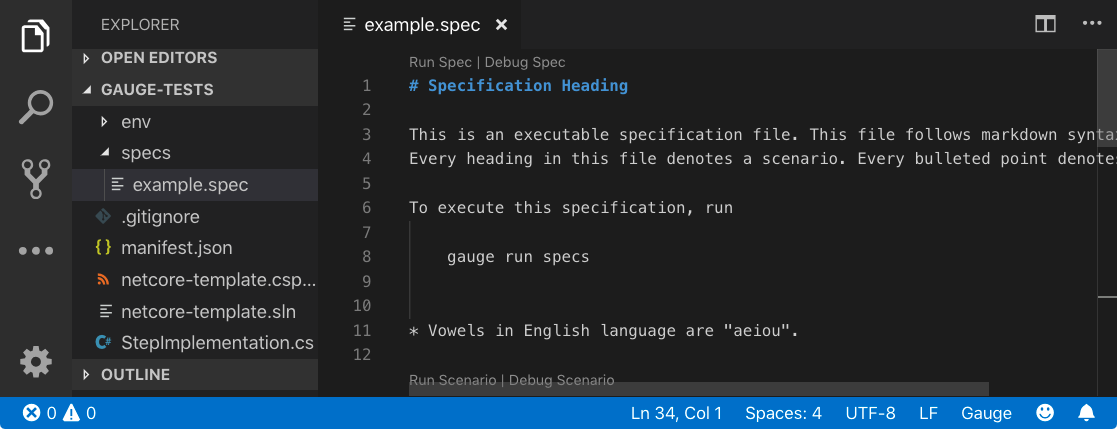 EXPLORER
OPEN EDITORS
GAUGE-TESTS
env
specs
example.spec
.gitignore
manifest.json
netcore-template.csp...
netcore-template.sln
StepImplementation.cs
OUTLINE
example.spec
Run Spec | Debug Spec
1 # Specification Heading
2
3 This is an executable specification file. This file follows markdown synta
4 Every heading in this file denotes a scenario. Every bulleted point denotes
5
6 To execute this specification, run
7
8 gauge run specs
9
10
11 * Vowels in English language are "aeiou".
12
Run Scenario | Debug Scenario
0 0 Ln 34, Col 1 Spaces: 4 UTF-8 LF Gauge